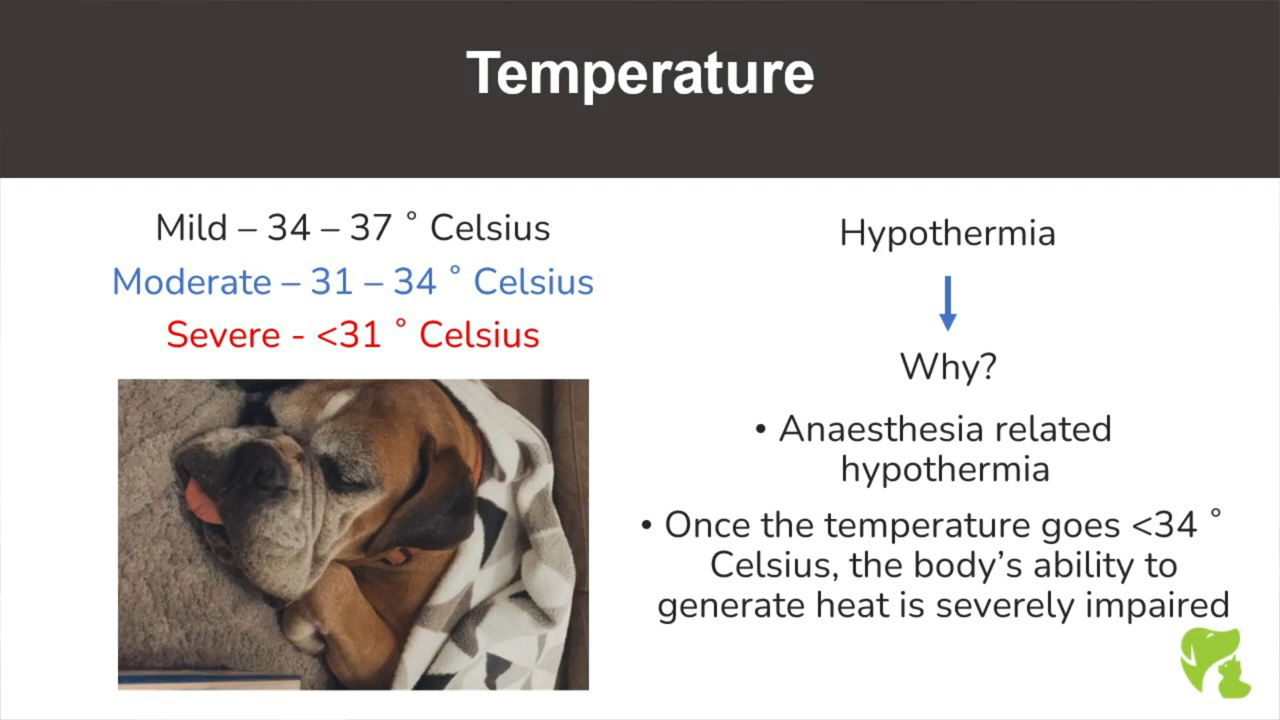 Temperature
Mild – 34 – 37 ˚ Celsius
Moderate – 31 – 34 ˚ Celsius
Severe - <31 ˚ Celsius
Hypothermia
Why?
• Anaesthesia related
hypothermia
• Once the temperature goes <34 ˚
Celsius, the body’s ability to
generate heat is severely impaired